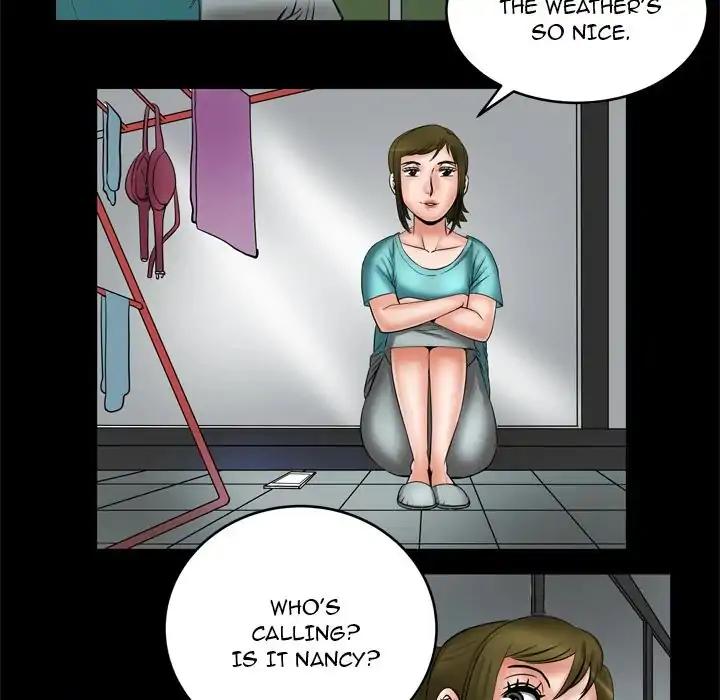 THE WEATHER'S
SO NICE.
WHO'S
CALLING?
IS IT NANCY?